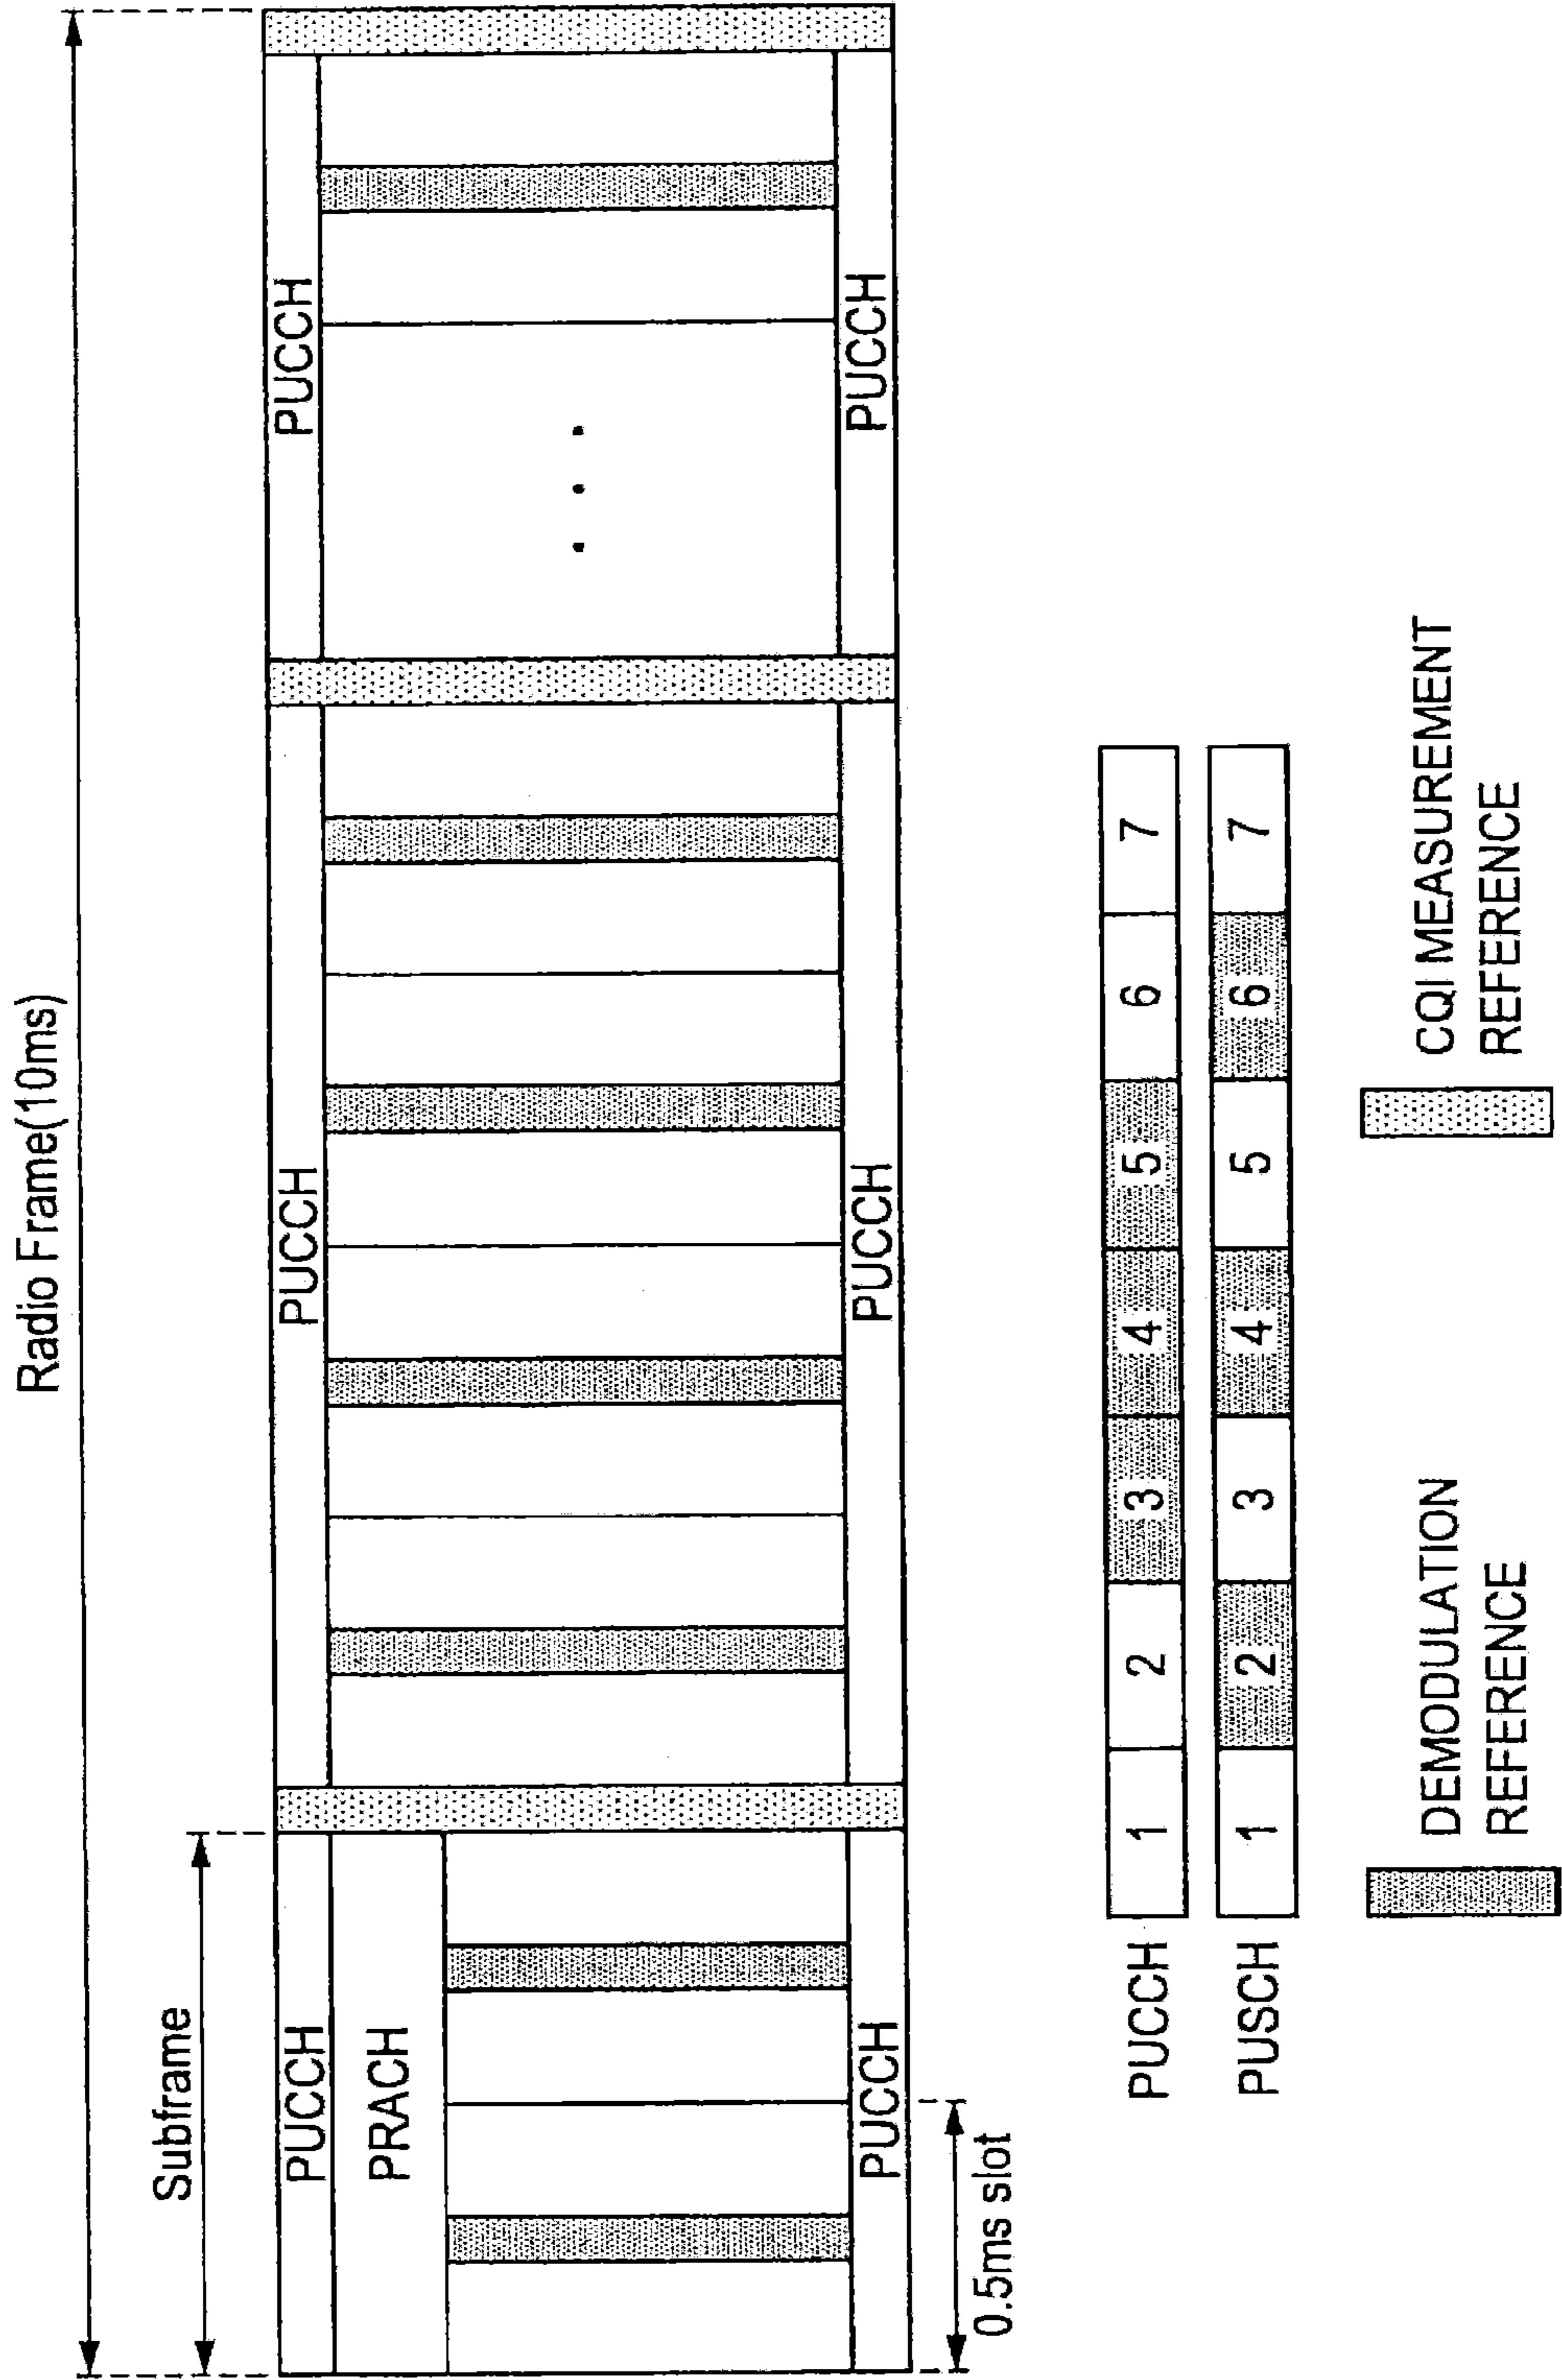 Radio Frame(10ms)
Subframe
PUCCH
PUCCH
PUCCH
PRACH
PUCCH
PUCCH
PUCCH
0.5ms slot
PUCCH
1 2 3 4 5 6 7
PUSCH
1 2 3 4 5 6 7
DEMODULATION
REFERENCE
CQI MEASUREMENT
REFERENCE